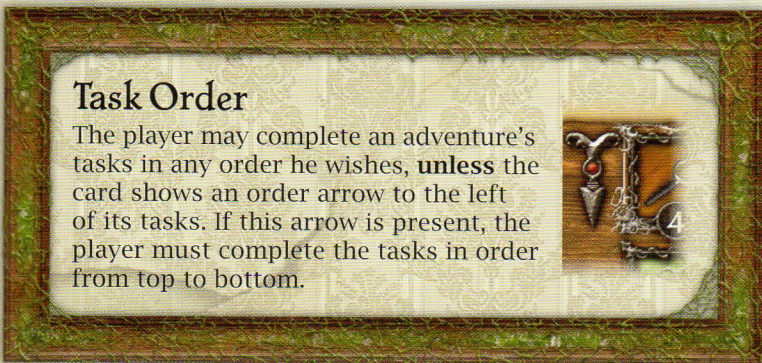 Task Order
The player may complete an adventure's
tasks in any order he wishes, unless the
card shows an order arrow to the left
of its tasks. If this arrow is present, the
player must complete the tasks in order
from top to bottom.
4